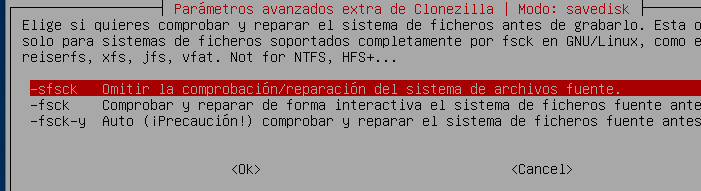 Parámetros avanzados extra de Clonezilla | Modo: savedisk
Elige si quieres comprobar y reparar el sistema de ficheros antes de grabarlo. Esta o
solo para sistemas de ficheros soportados completamente por fsck en GNU/Linux, como e
reiserfs, xfs, jfs, vfat. Not for NTFS, HFS+...
-sfsck Omitir la comprobación/reparación del sistema de archivos fuente.
-fsck Comprobar y reparar de forma interactiva el sistema de ficheros fuente ante
-fsck-y Auto (¡Precaución!) comprobar y reparar el sistema de ficheros fuente antes
<Ok> <Cancel>